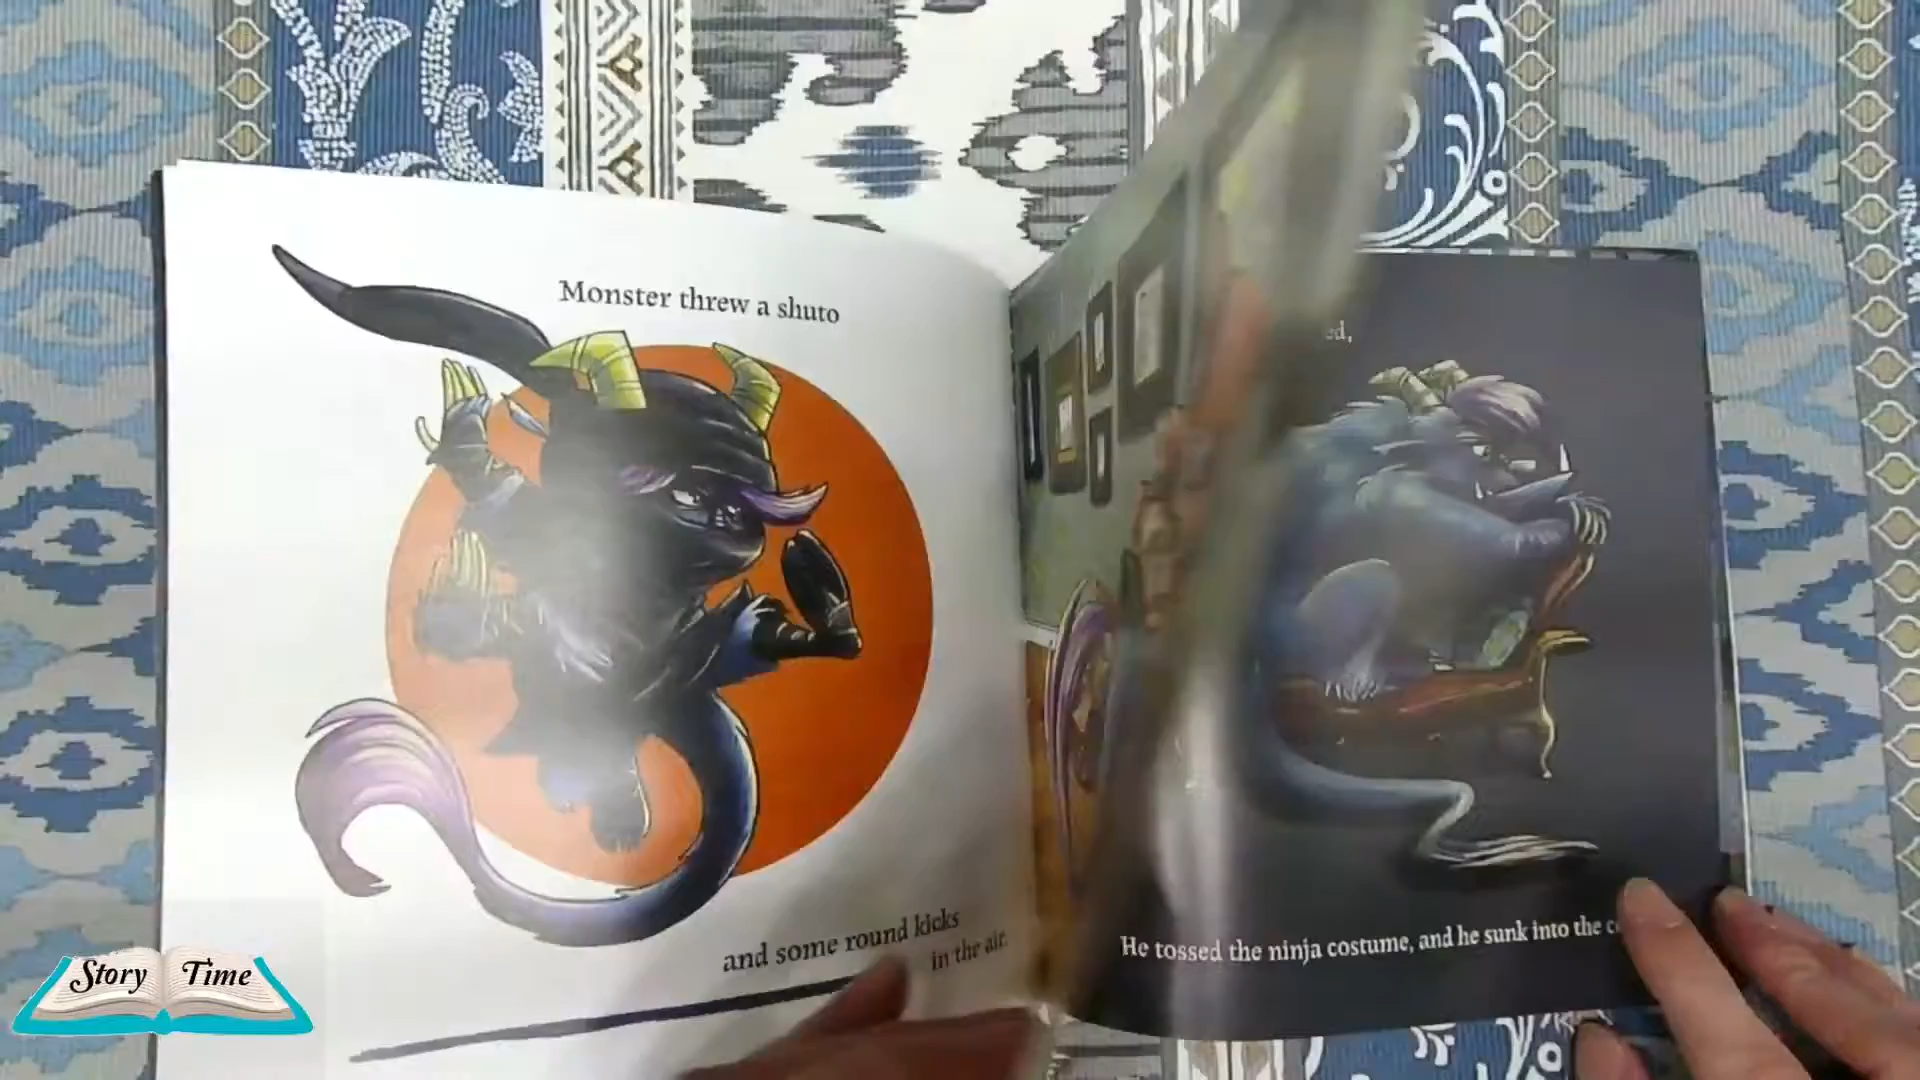 Monster threw a shuto
and some round kicks
in the air.
He tossed the ninja costume, and he sunk into the
Story Time